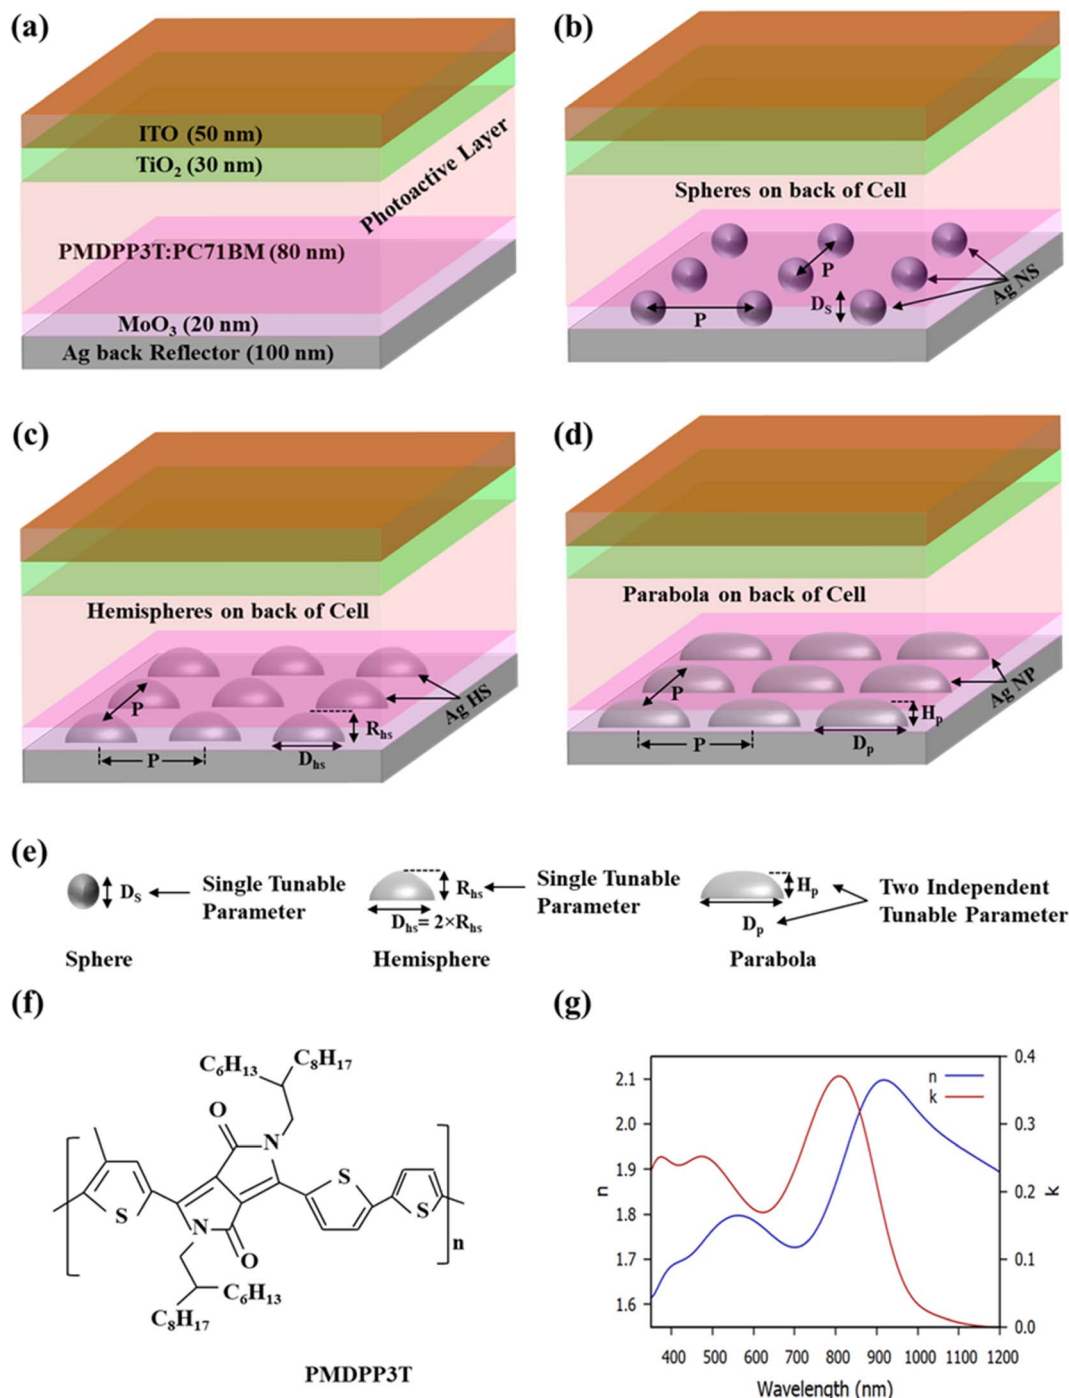 (a)
ITO (50 nm)
TiO₂ (30 nm)
Photoactive Layer
PMDPP3T:PC71BM (80 nm)
MoO₃ (20 nm)
Ag back Reflector (100 nm)
(b)
Spheres on back of Cell
P
P
Dₛ
Ag NS
(c)
Hemispheres on back of Cell
P
P
Rₕₛ
Dₕₛ
Ag HS
(d)
Parabola on back of Cell
P
P
Hₚ
Dₚ
Ag NP
(e)
Dₛ
Single Tunable
Parameter
Sphere
Rₕₛ
Dₕₛ= 2×Rₕₛ
Single Tunable
Parameter
Hemisphere
Hₚ
Dₚ
Two Independent
Tunable Parameter
Parabola
(f)
C₆H₁₃
C₈H₁₇
O
N
S
S
S
N
O
n
C₆H₁₃
C₈H₁₇
PMDPP3T
(g)
n
k
2.1
2.0
1.9
1.8
1.7
1.6
n
0.4
0.3
0.2
0.1
0.0
k
400 500 600 700 800 900 1000 1100 1200
Wavelength (nm)